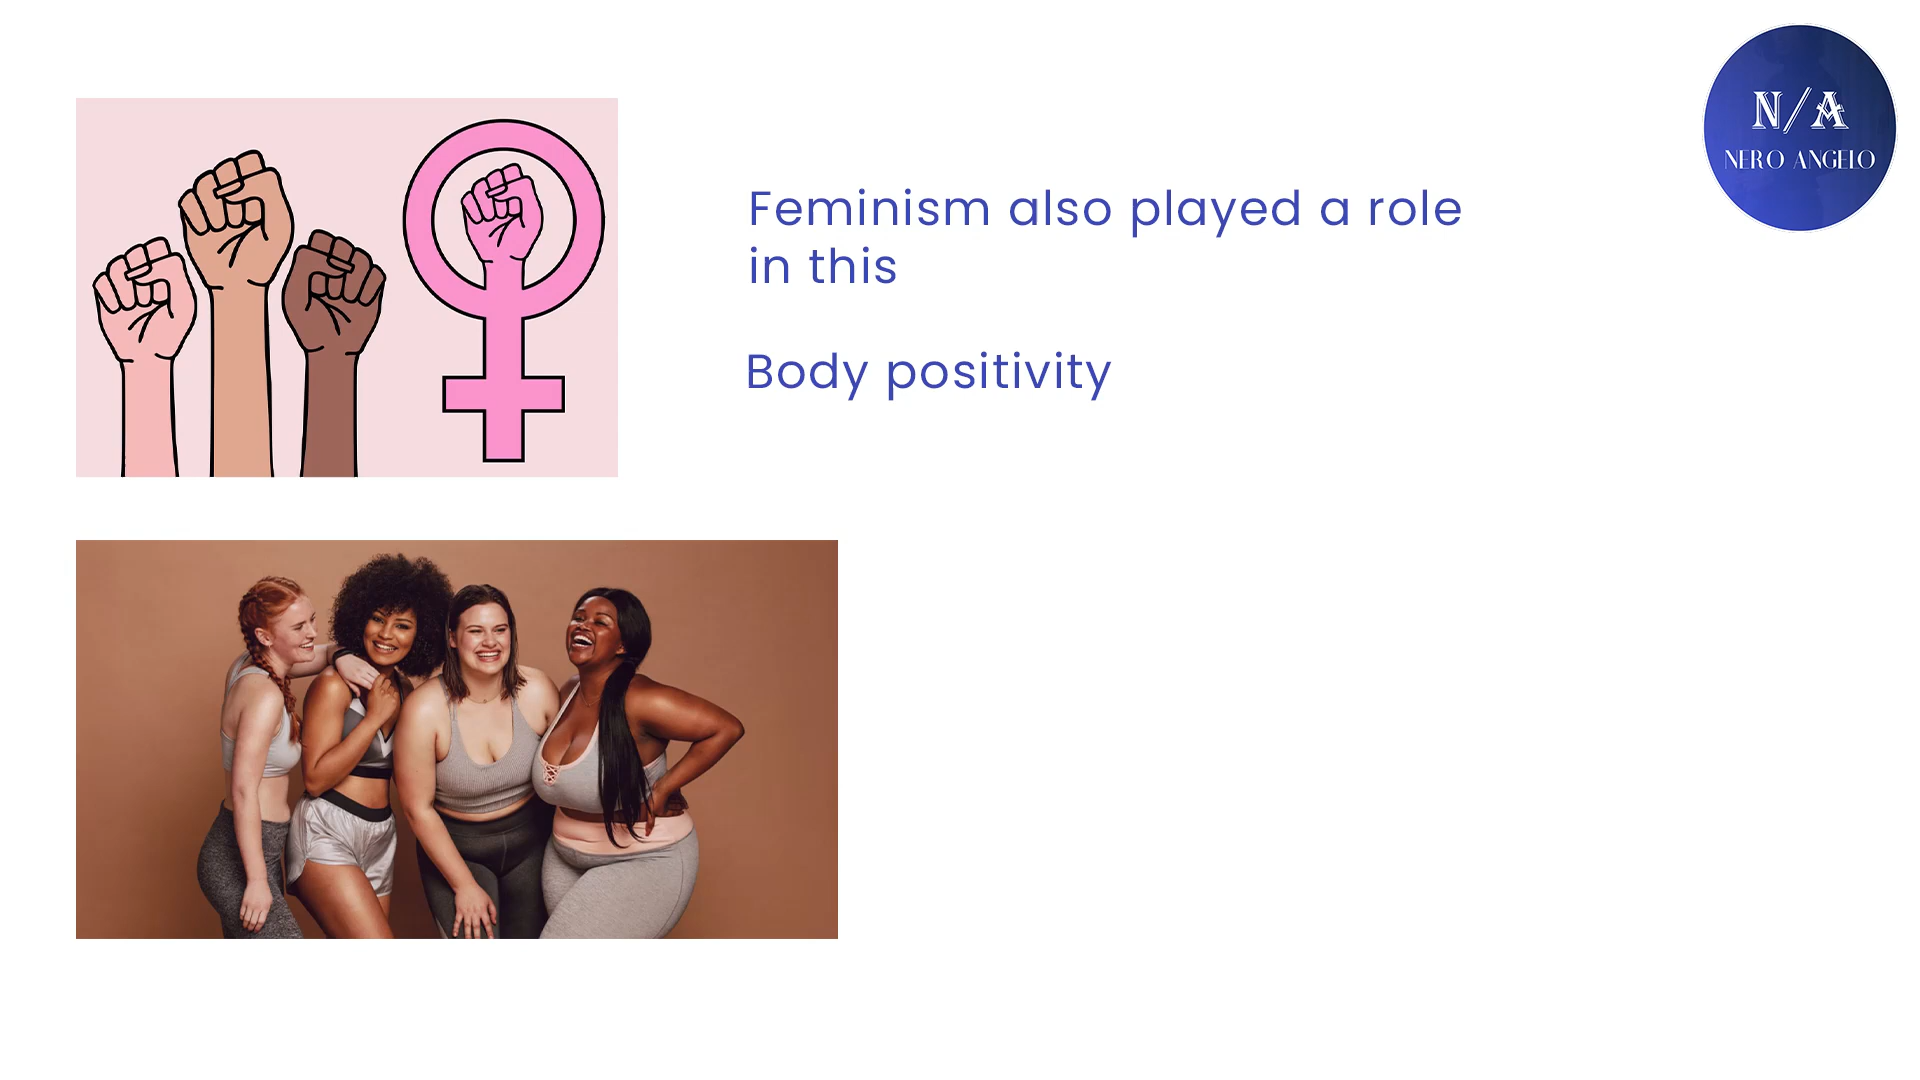 N/A
NERO ANGELO
Feminism also played a role
in this
Body positivity